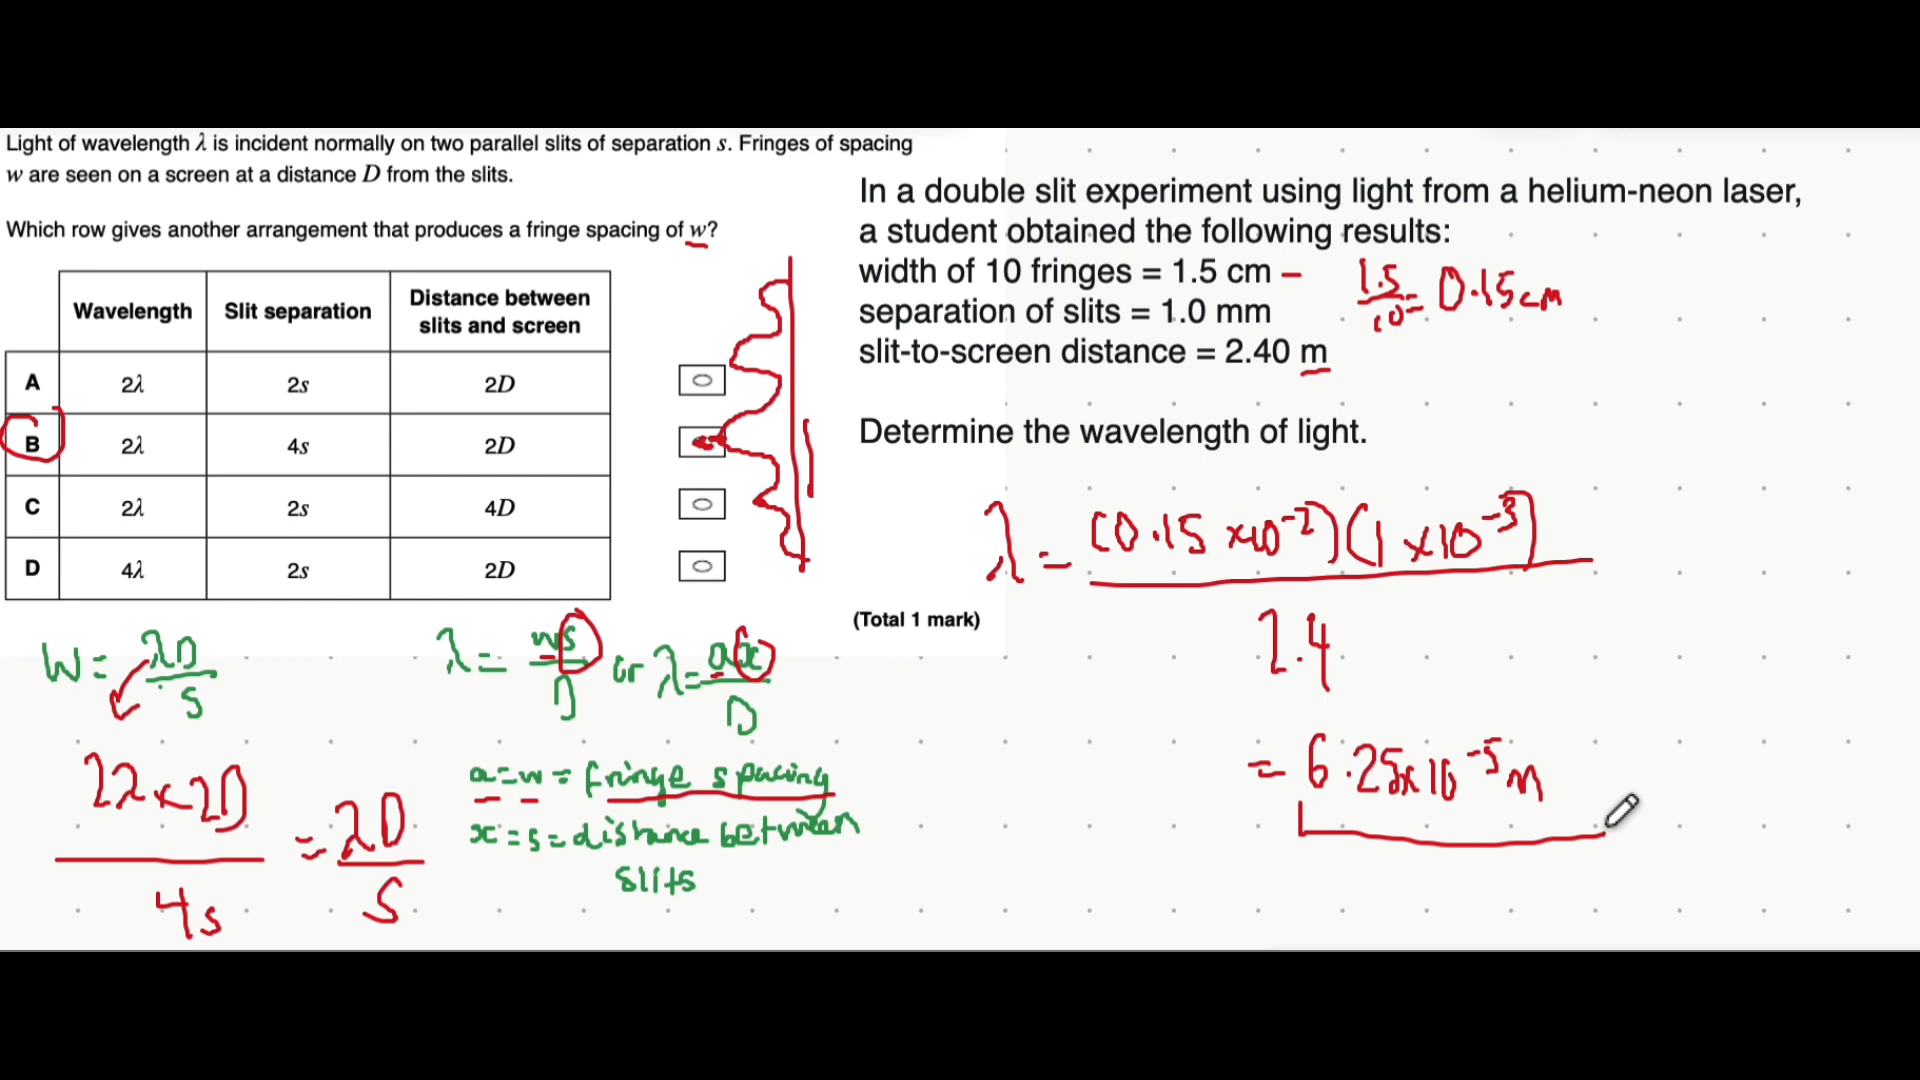 Light of wavelength λ is incident normally on two parallel slits of separation s. Fringes of spacing
w are seen on a screen at a distance D from the slits.
Which row gives another arrangement that produces a fringe spacing of w?
Wavelength Slit separation Distance between slits and screen
A 2λ 2s 2D
B 2λ 4s 2D
C 2λ 2s 4D
D 4λ 2s 2D
(Total 1 mark)
W = λD/s
λ = ws/D or λ = ax/D
2λ × 2D / 4s = λD/s
a = w = fringe spacing
x = s = distance between
slits
In a double slit experiment using light from a helium-neon laser,
a student obtained the following results:
width of 10 fringes = 1.5 cm – 1.5/10 = 0.15cm
separation of slits = 1.0 mm
slit-to-screen distance = 2.40 m
Determine the wavelength of light.
λ = (0.15 ×10⁻²)(1 ×10⁻³)
2.4
= 6.25×10⁻⁵ m